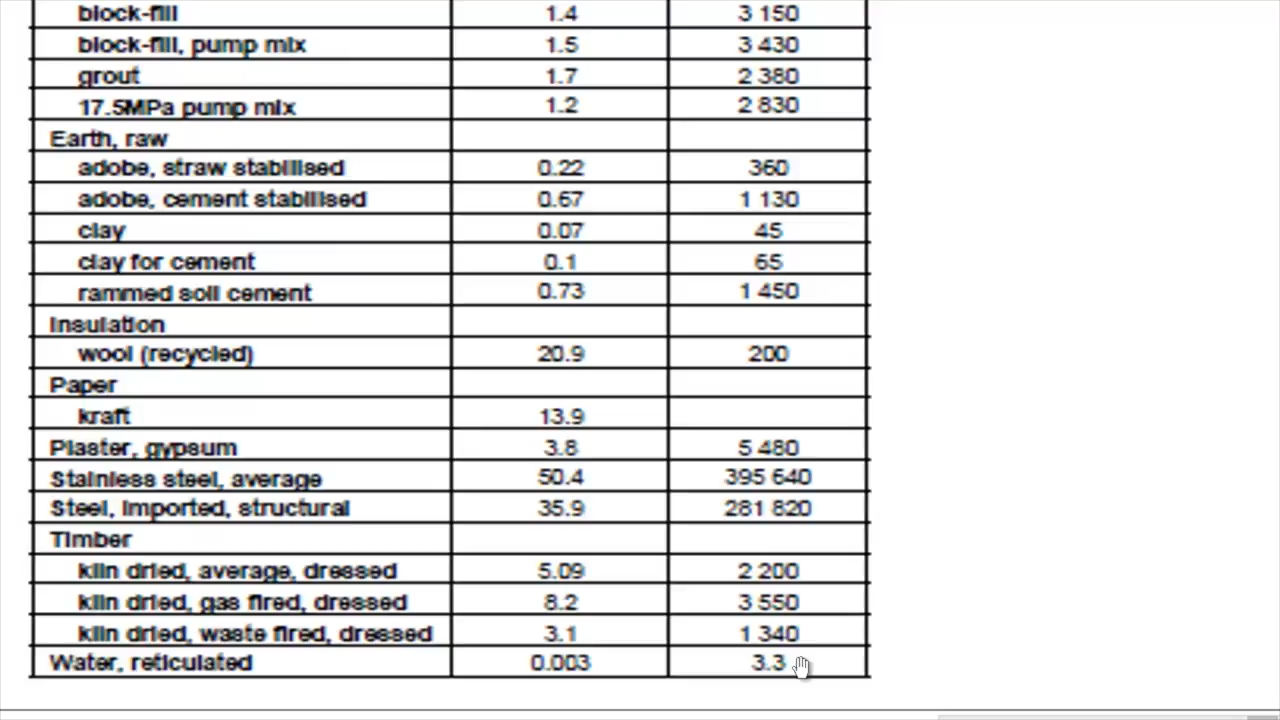 block-fill 1.4 3 150
block-fill, pump mix 1.5 3 430
grout 1.7 2 380
17.5MPa pump mix 1.2 2 830
Earth, raw
adobe, straw stabilised 0.22 360
adobe, cement stabilised 0.67 1 130
clay 0.07 45
clay for cement 0.1 65
rammed soil cement 0.73 1 450
Insulation
wool (recycled) 20.9 200
Paper
kraft 13.9
Plaster, gypsum 3.8 5 480
Stainless steel, average 50.4 395 640
Steel, imported, structural 35.9 281 820
Timber
kiln dried, average, dressed 5.09 2 200
kiln dried, gas fired, dressed 8.2 3 550
kiln dried, waste fired, dressed 3.1 1 340
Water, reticulated 0.003 3.3